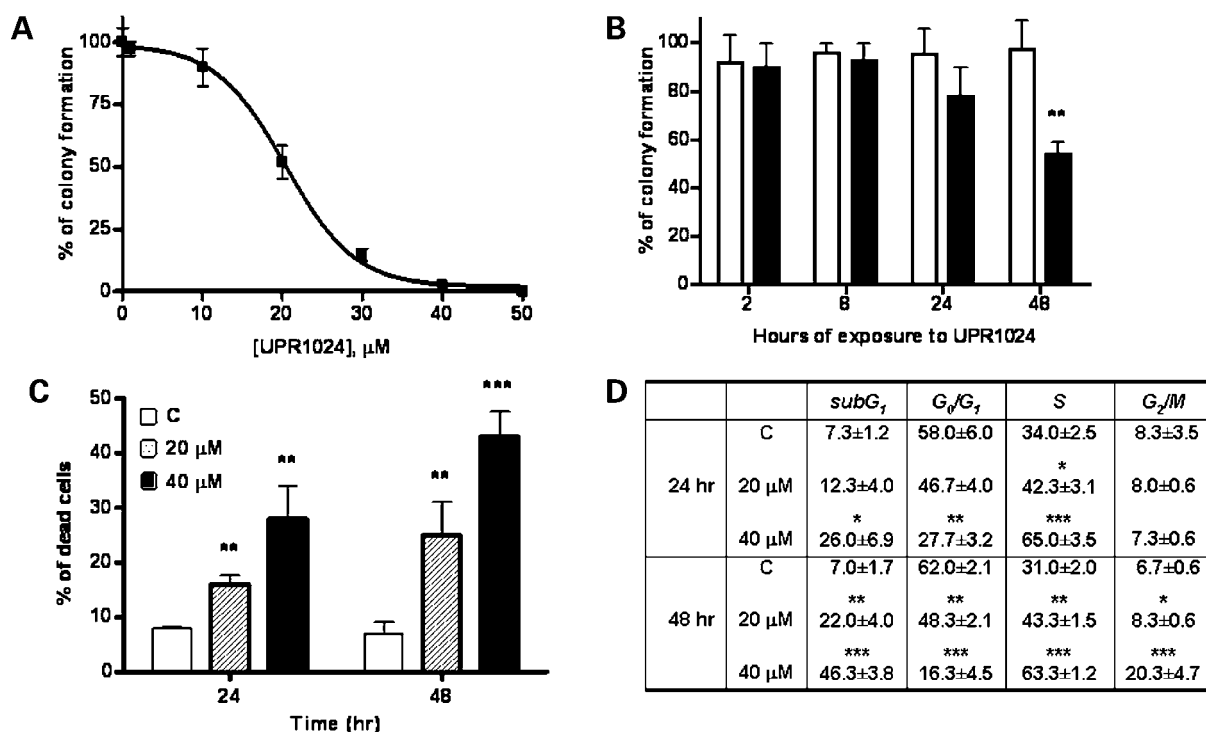 A
100
75
50
25
0
% of colony formation
0 10 20 30 40 50
[UPR1024], µM
B
100
80
60
40
20
0
% of colony formation
**
2 6 24 48
Hours of exposure to UPR1024
C
50
40
30
20
10
0
% of dead cells
C
20 µM
40 µM
** ** ** ***
24 48
Time (hr)
D
subG1 G0/G1 S G2/M
C 7.3±1.2 58.0±6.0 34.0±2.5 8.3±3.5
*
24 hr 20 µM 12.3±4.0 46.7±4.0 42.3±3.1 8.0±0.6
* ** ***
40 µM 26.0±6.9 27.7±3.2 65.0±3.5 7.3±0.6
C 7.0±1.7 62.0±2.1 31.0±2.0 6.7±0.6
** ** ** *
48 hr 20 µM 22.0±4.0 48.3±2.1 43.3±1.5 8.3±0.6
*** *** *** ***
40 µM 46.3±3.8 16.3±4.5 63.3±1.2 20.3±4.7